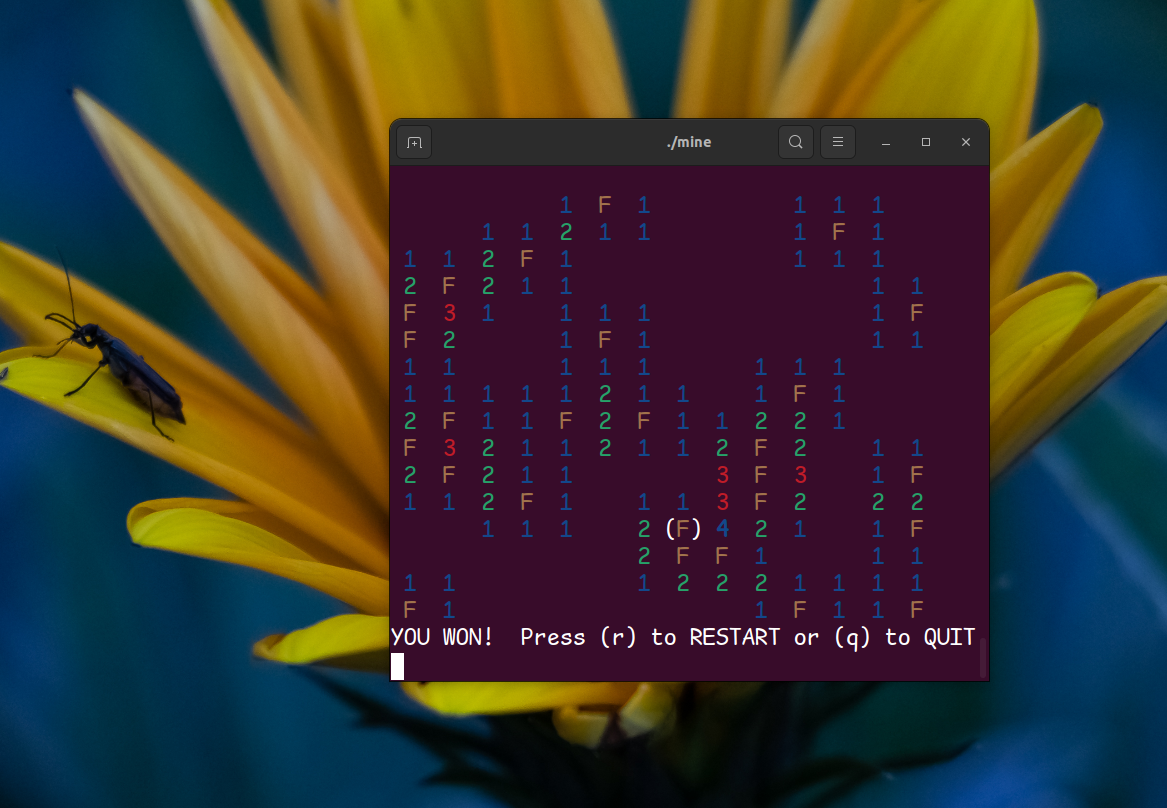 ./mine
1 F 1 1 1 1
1 1 2 1 1 1 F 1
1 1 2 F 1 1 1 1
2 F 2 1 1 1 1
F 3 1 1 1 1 1 F
F 2 1 F 1 1 1
1 1 1 1 1 1 1 1
1 1 1 1 1 2 1 1 1 F 1
2 F 1 1 F 2 F 1 1 2 2 1
F 3 2 1 1 2 1 1 2 F 2 1 1
2 F 2 1 1 3 F 3 1 F
1 1 2 F 1 1 1 3 F 2 2 2
1 1 1 2 (F) 4 2 1 1 F
2 F F 1 1 1
1 1 1 2 2 2 1 1 1 1
F 1 1 F 1 1 F
YOU WON! Press (r) to RESTART or (q) to QUIT